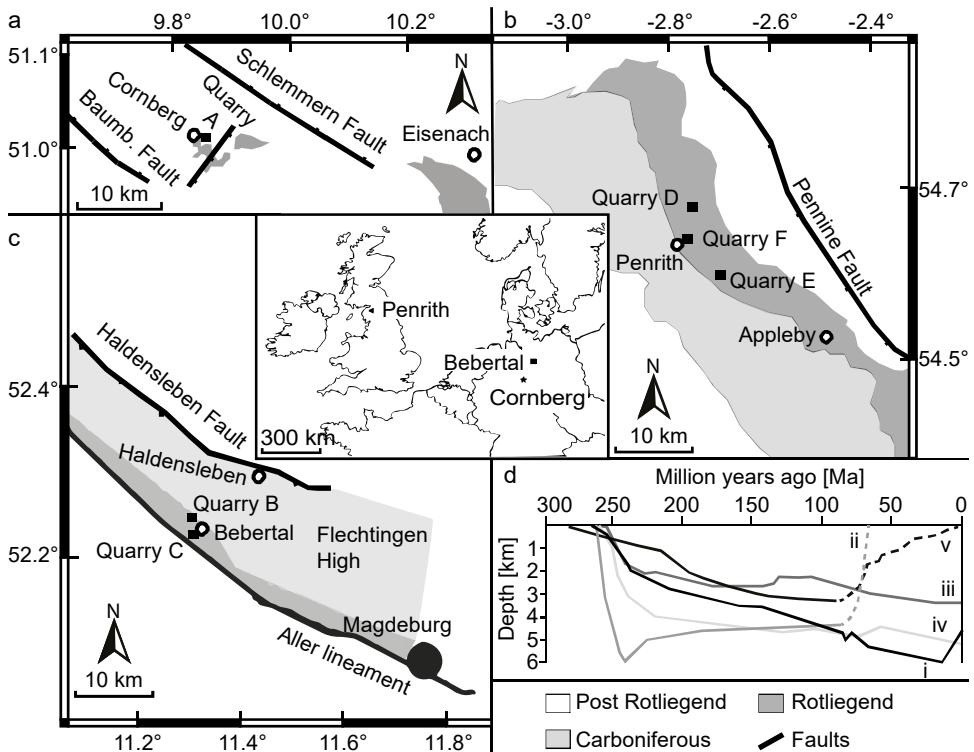 a
9.8° 10.0° 10.2°
51.1°
51.0°
Schlemmern Fault
Quarry
A
Cornberg
Baumb. Fault
Eisenach
N
10 km
b
-3.0° -2.8° -2.6° -2.4°
54.7°
54.5°
Pennine Fault
Quarry D
Quarry F
Penrith
Quarry E
Appleby
N
10 km
c
52.4°
52.2°
Haldensleben Fault
Haldensleben
Quarry B
Bebertal
Quarry C
Flechtingen
High
Magdeburg
Aller lineament
N
10 km
11.2° 11.4° 11.6° 11.8°
Penrith
Bebertal
Cornberg
300 km
d
Million years ago [Ma]
300 250 200 150 100 50 0
Depth [km]
1
2
3
4
5
6
ii
v
iii
iv
i
Post Rotliegend
Rotliegend
Carboniferous
Faults